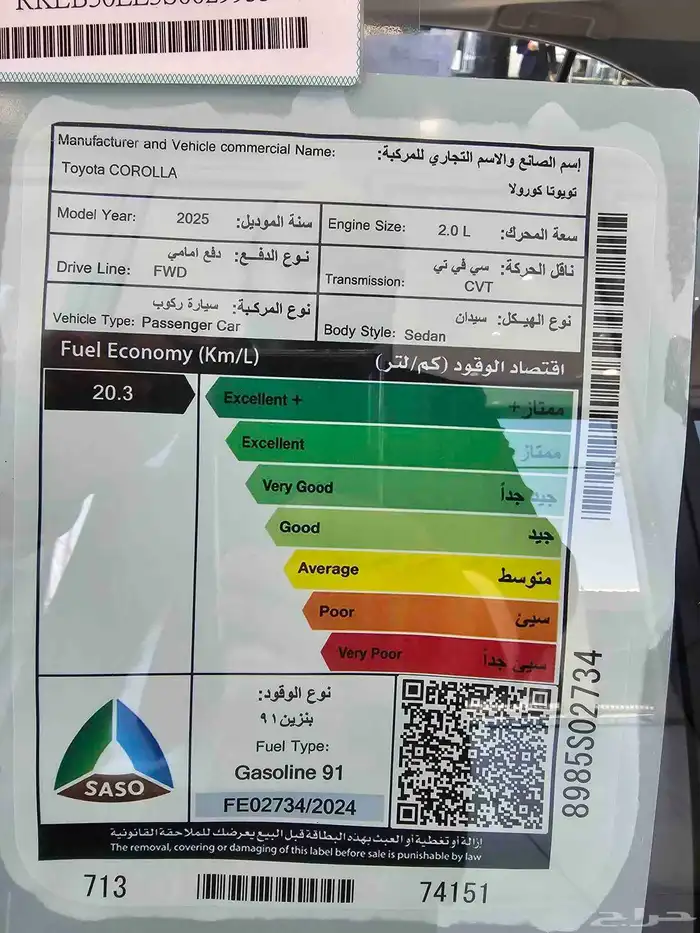 Manufacturer and Vehicle commercial Name:
إسم الصانع والاسم التجاري للمركبة:
Toyota COROLLA
تويوتا كورولا
Model Year: 2025 سنة الموديل:
Engine Size: 2.0 L سعة المحرك:
نوع الدفع: دفع امامي
Drive Line: FWD
ناقل الحركة: سي في تي
Transmission: CVT
نوع المركبة: سيارة ركوب
Vehicle Type: Passenger Car
نوع الهيكل: سيدان
Body Style: Sedan
Fuel Economy (Km/L) اقتصاد الوقود (كم/لتر)
20.3
Excellent + ممتاز+
Excellent ممتاز
Very Good جيد جداً
Good جيد
Average متوسط
Poor سيئ
Very Poor سيئ جداً
SASO
نوع الوقود:
بنزين ٩١
Fuel Type:
Gasoline 91
FE02734/2024
8985S02734
إزالة أو تغطية أو العبث بهذه البطاقة قبل البيع يعرضك للملاحقة القانونية
The removal, covering or damaging of this label before sale is punishable by law
713
74151
حراج